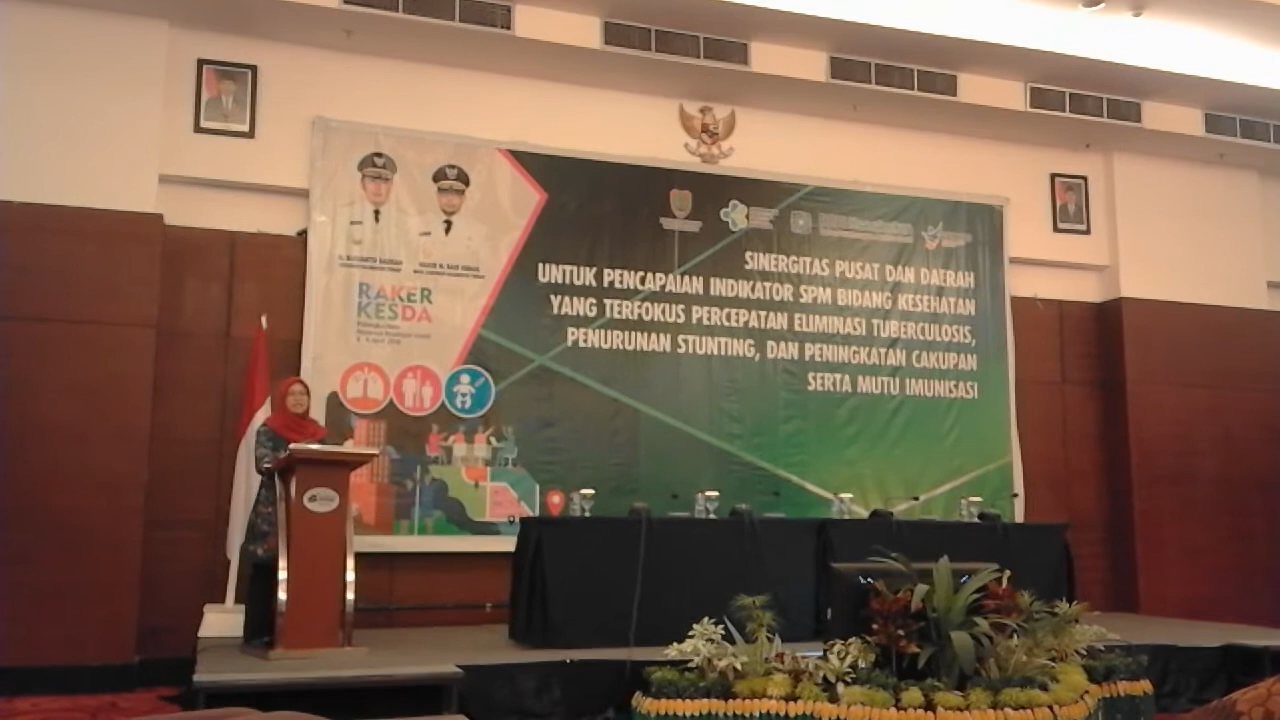 SINERGITAS PUSAT DAN DAERAH
UNTUK PENCAPAIAN INDIKATOR SPM BIDANG KESEHATAN
YANG TERFOKUS PERCEPATAN ELIMINASI TUBERCULOSIS,
PENURUNAN STUNTING, DAN PENINGKATAN CAKUPAN
SERTA MUTU IMUNISASI
RAKER
KESDA